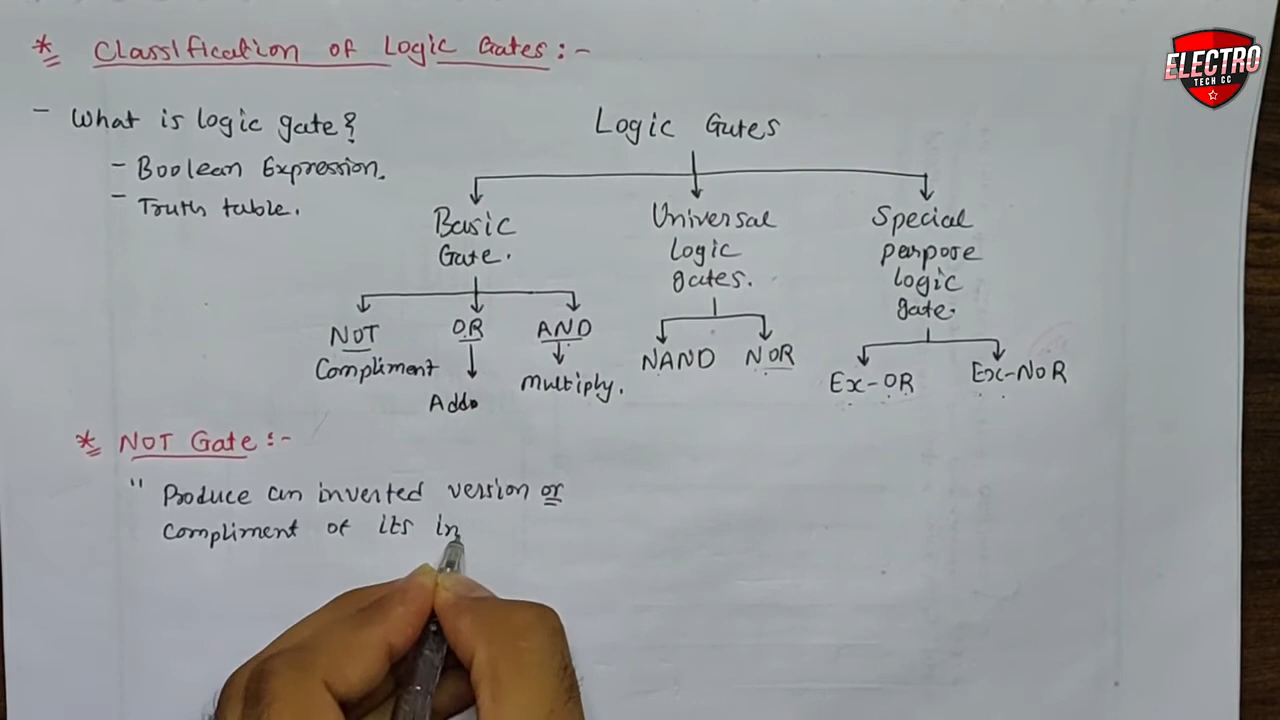 * Classification of Logic Gates :-
- What is logic gate?
- Boolean Expression.
- Truth table.
Logic Gates
Basic
Gate.
Universal
logic
gates.
Special
perpore
logic
gate.
NOT
Compliment
OR
Add
AND
multiply.
NAND
NOR
Ex-OR
Ex-NOR
* NOT Gate :-
" Produce an inverted version or
compliment of its in
ELECTRO
TECH CC